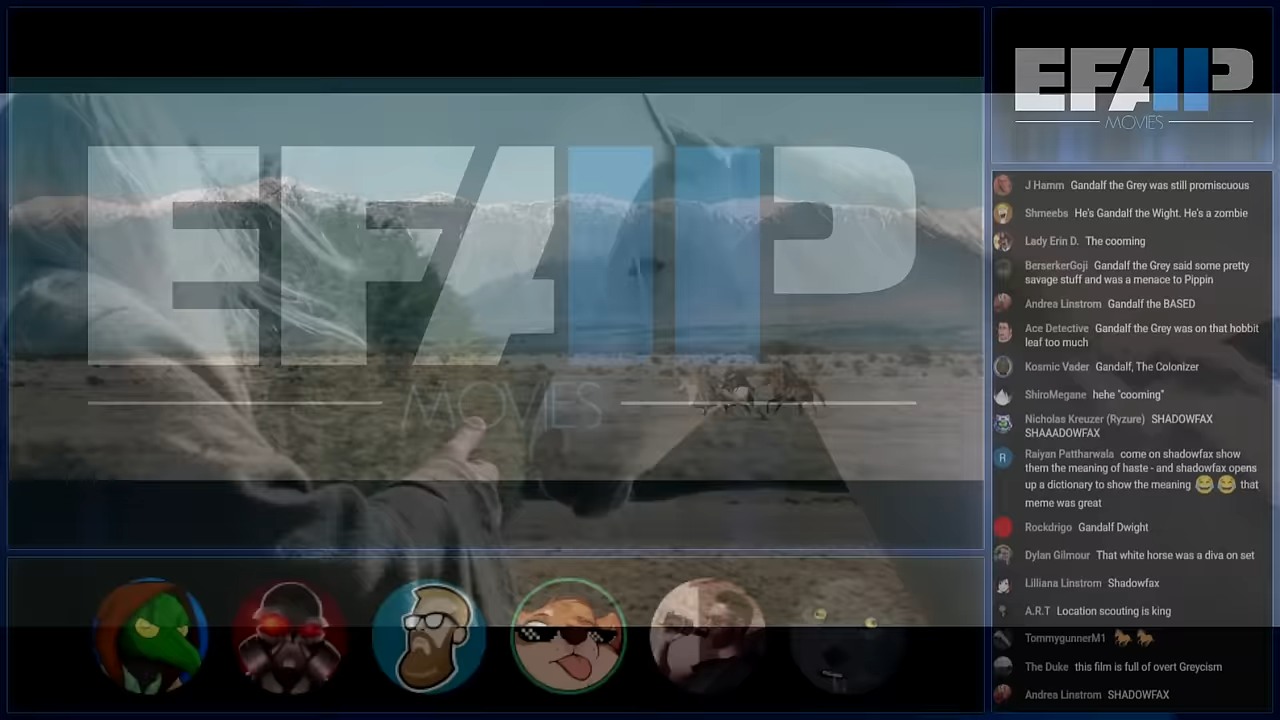 EFAP
MOVIES
EFAP
MOVIES
J Hamm Gandalf the Grey was still promiscuous
Shmeebs He's Gandalf the Wight. He's a zombie
Lady Erin D. The cooming
BerserkerGoji Gandalf the Grey said some pretty
savage stuff and was a menace to Pippin
Andrea Linstrom Gandalf the BASED
Ace Detective Gandalf the Grey was on that hobbit
leaf too much
Kosmic Vader Gandalf, The Colonizer
ShiroMegane hehe "cooming"
Nicholas Kreuzer (Ryzure) SHADOWFAX
SHAAADOWFAX
R Raiyan Pattharwala come on shadowfax show
them the meaning of haste - and shadowfax opens
up a dictionary to show the meaning 😂 😂 that
meme was great
Rockdrigo Gandalf Dwight
Dylan Gilmour That white horse was a diva on set
Lilliana Linstrom Shadowfax
A.R.T Location scouting is king
TommygunnerM1 🐎 🐎
The Duke this film is full of overt Greycism
Andrea Linstrom SHADOWFAX